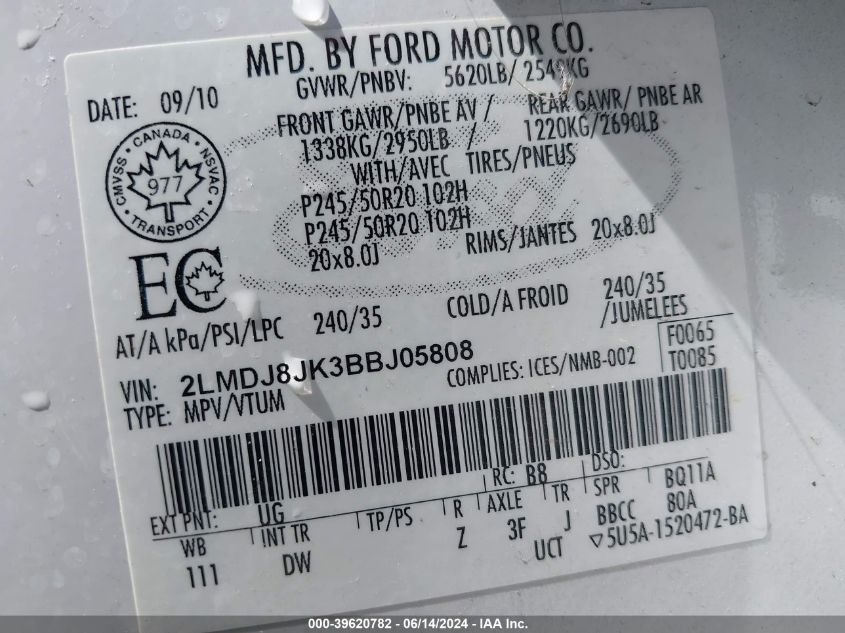 MFD. BY FORD MOTOR CO.
DATE: 09/10 GVWR/PNBV: 5620LB/
FRONT GAWR/PNBE AV / REAR GAWR/ PNBE AR
1338KG/2950LB / 1220KG/2690LB
WITH/AVEC TIRES/PNEUS
P245/50R20 102H
P245/50R20 102H
20x8.0J RIMS/JANTES 20x8.0J
CANADA
CMVSS NSVAC
977
TRANSPORT
EC
AT/A kPa/PSI/LPC 240/35 COLD/A FROID 240/35
/JUMELEES
VIN: 2LMDJ8JK3BBJ05808 F0065
TYPE: MPV/VTUM COMPLIES: ICES/NMB-002 T0085
RC: B8 DSO:
EXT PNT: UG R AXLE TR SPR BQ11A
WB INT TR TP/PS Z 3F J BBCC 80A
111 DW UCT ▽5U5A-1520472-BA
000-39620782 - 06/14/2024 - IAA Inc.